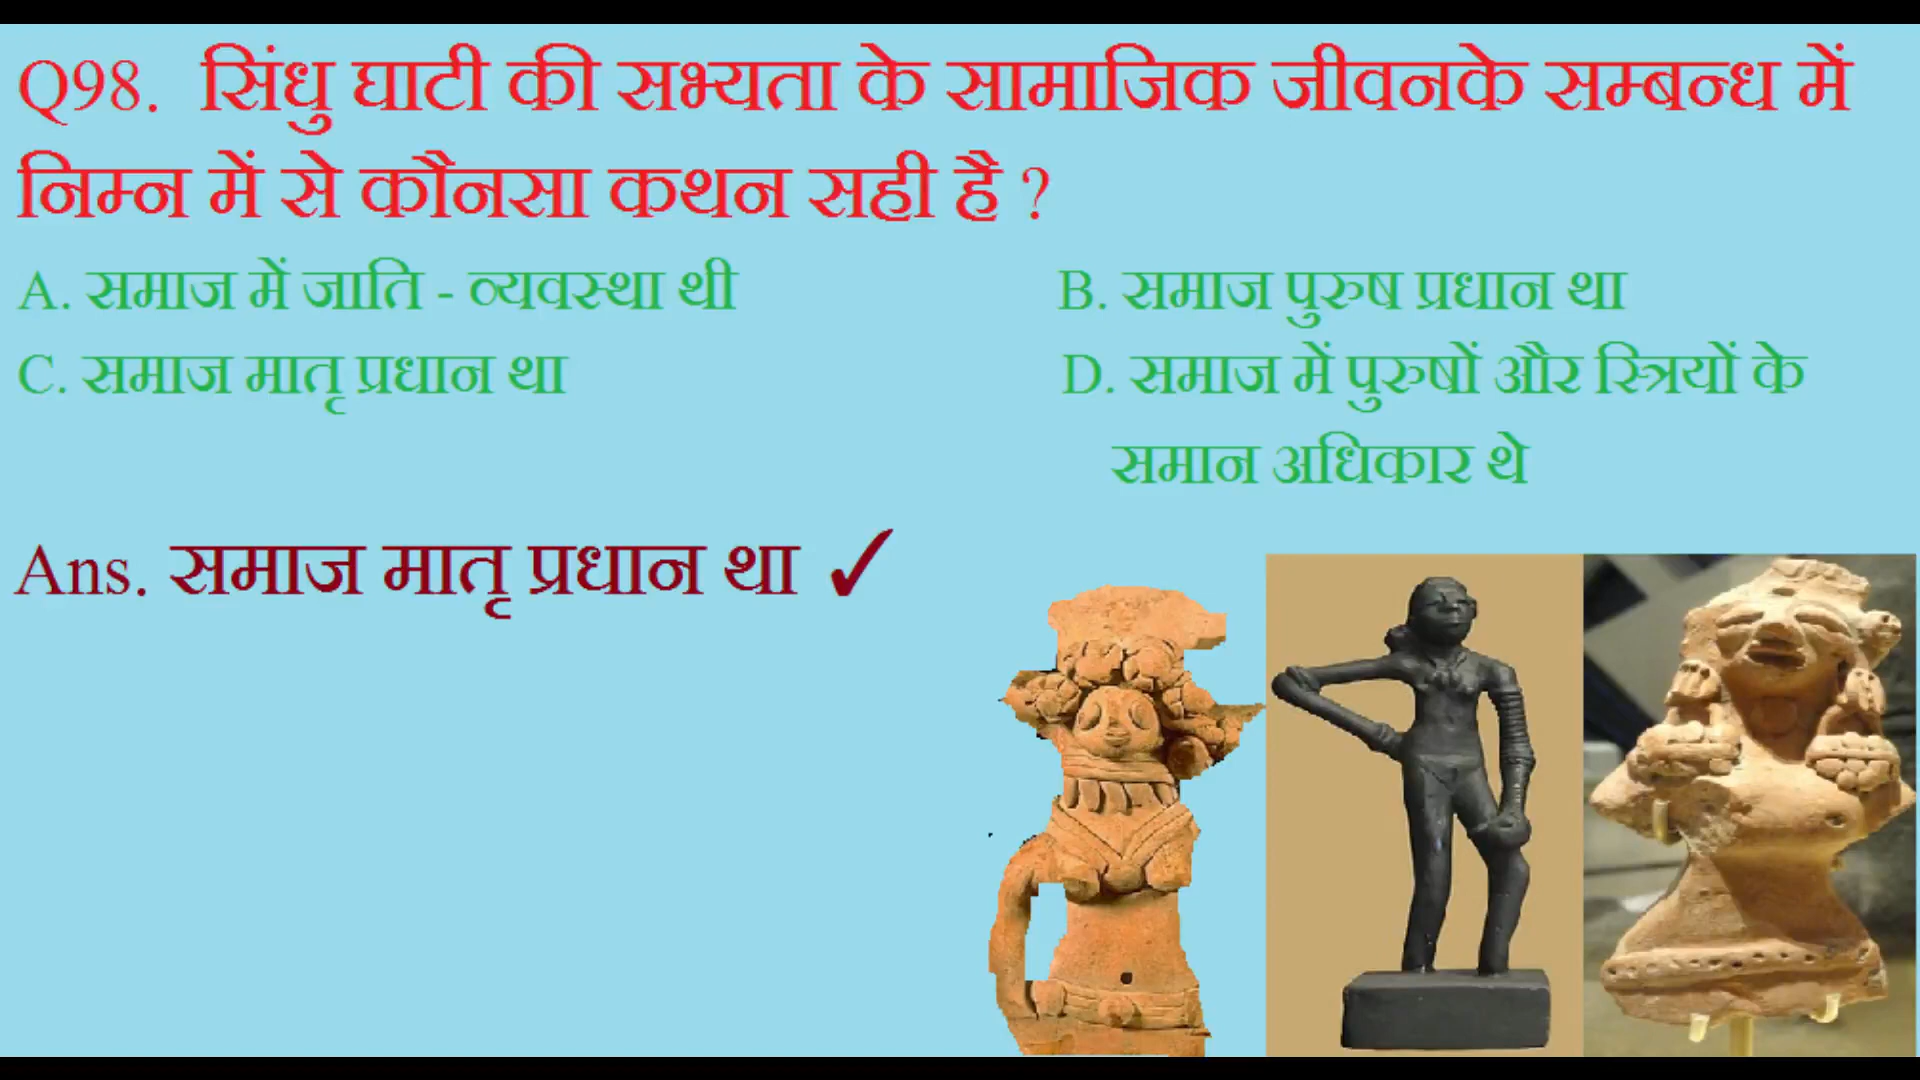 Q98. सिंधु घाटी की सभ्यता के सामाजिक जीवनके सम्बन्ध में
निम्न में से कौनसा कथन सही है ?
A. समाज में जाति - व्यवस्था थी
B. समाज पुरुष प्रधान था
C. समाज मातृ प्रधान था
D. समाज में पुरुषों और स्त्रियों के
समान अधिकार थे
Ans. समाज मातृ प्रधान था ✓